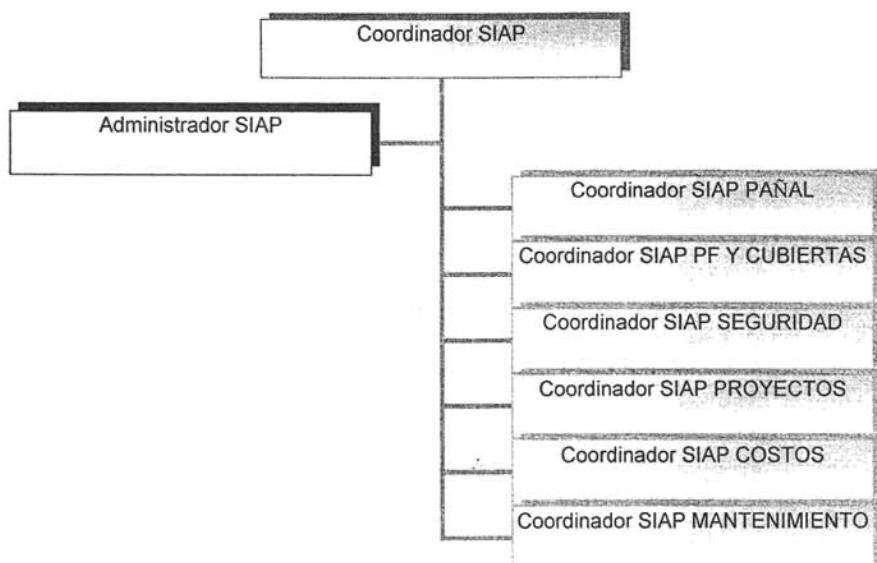 Coordinador SIAP
Administrador SIAP
Coordinador SIAP PAÑAL
Coordinador SIAP PF Y CUBIERTAS
Coordinador SIAP SEGURIDAD
Coordinador SIAP PROYECTOS
Coordinador SIAP COSTOS
Coordinador SIAP MANTENIMIENTO